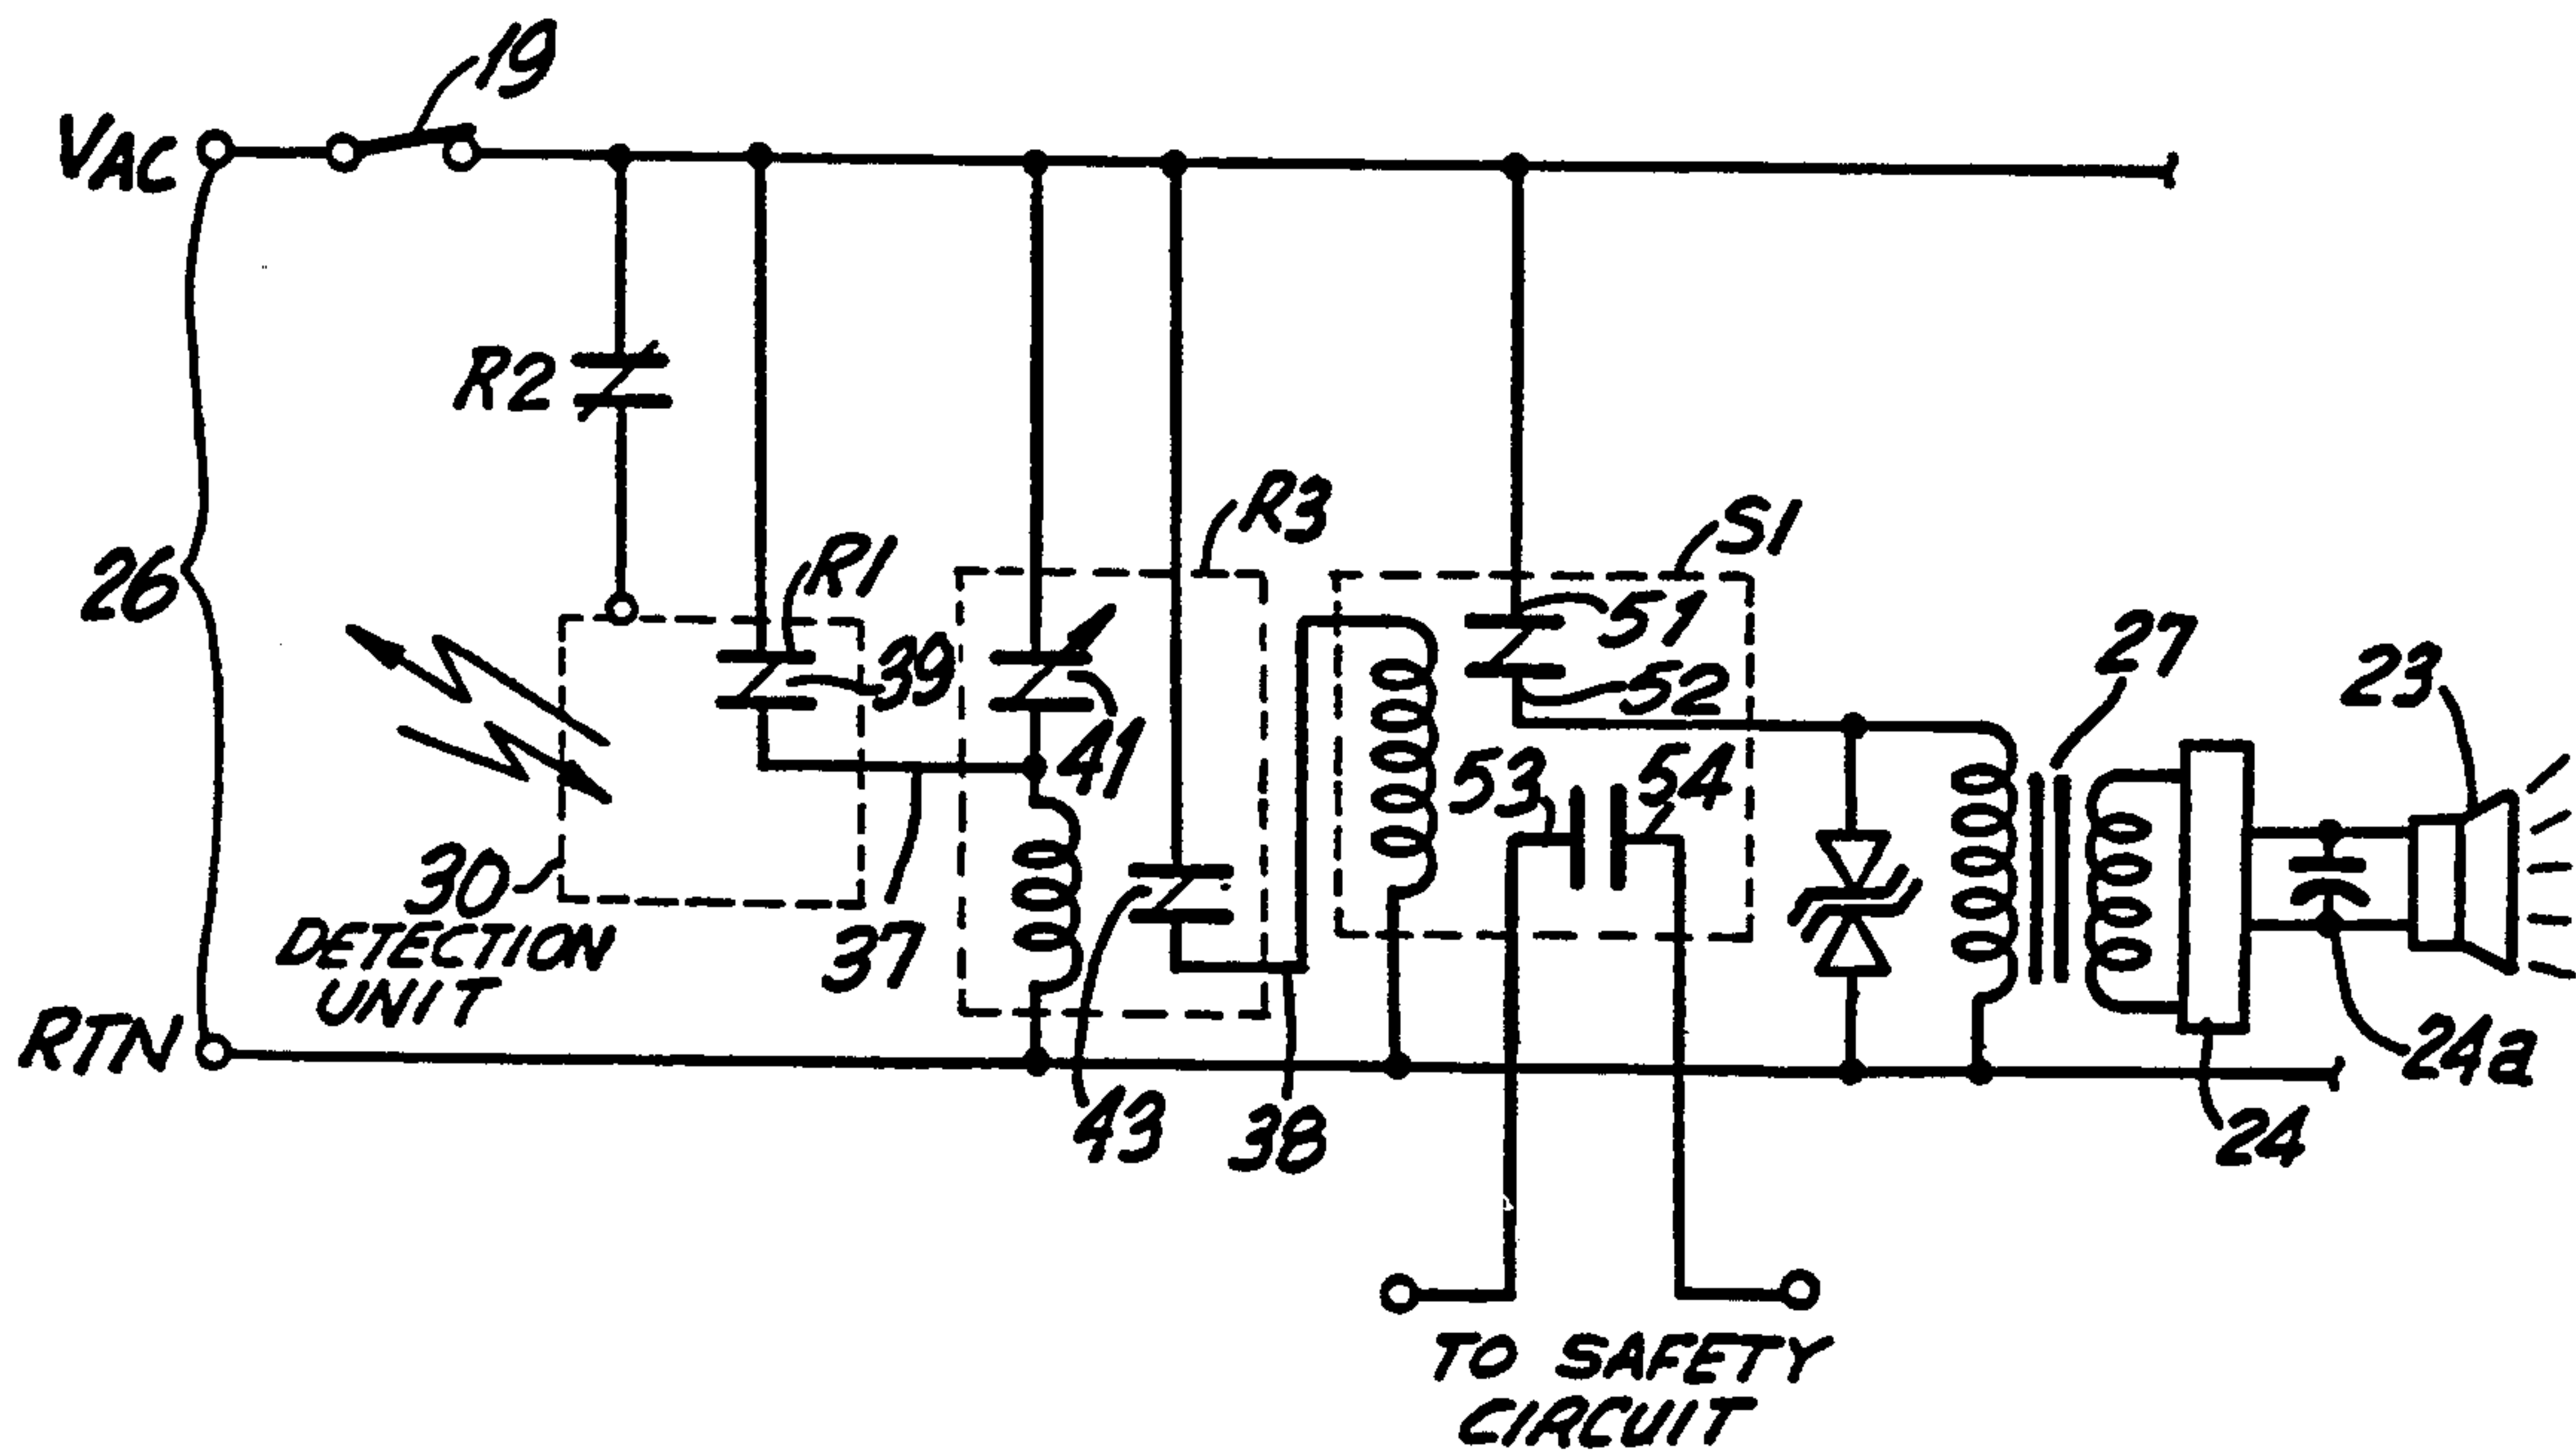 19
VAC
R2
26
R3
S1
R1
51
39
52
27
23
41
53
54
30
DETECTION
UNIT
37
RTN
24a
43
38
24
TO SAFETY
CIRCUIT